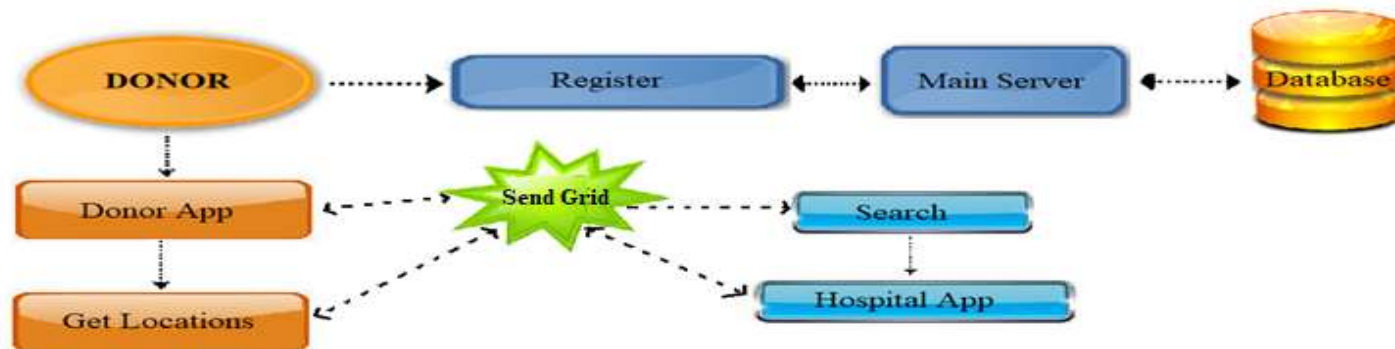 DONOR
Register
Main Server
Database
Donor App
Send Grid
Search
Get Locations
Hospital App